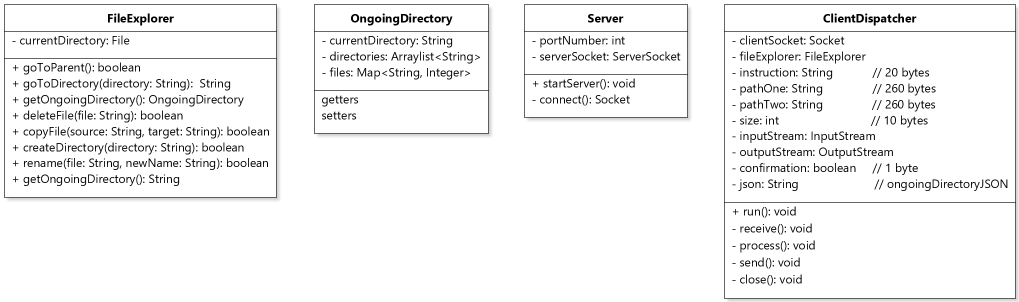 FileExplorer
- currentDirectory: File
+ goToParent(): boolean
+ goToDirectory(directory: String):  String
+ getOngoingDirectory(): OngoingDirectory
+ deleteFile(file: String): boolean
+ copyFile(source: String, target: String): boolean
+ createDirectory(directory: String): boolean
+ rename(file: String, newName: String): boolean
+ getOngoingDirectory(): String
OngoingDirectory
- currentDirectory: String
- directories: Arraylist<String>
- files: Map<String, Integer>
getters
setters
Server
- portNumber: int
- serverSocket: ServerSocket
+ startServer(): void
- connect(): Socket
ClientDispatcher
- clientSocket: Socket
- fileExplorer: FileExplorer
- instruction: String // 20 bytes
- pathOne: String // 260 bytes
- pathTwo: String // 260 bytes
- size: int // 10 bytes
- inputStream: InputStream
- outputStream: OutputStream
- confirmation: boolean // 1 byte
- json: String // ongoingDirectoryJSON
+ run(): void
- receive(): void
- process(): void
- send(): void
- close(): void